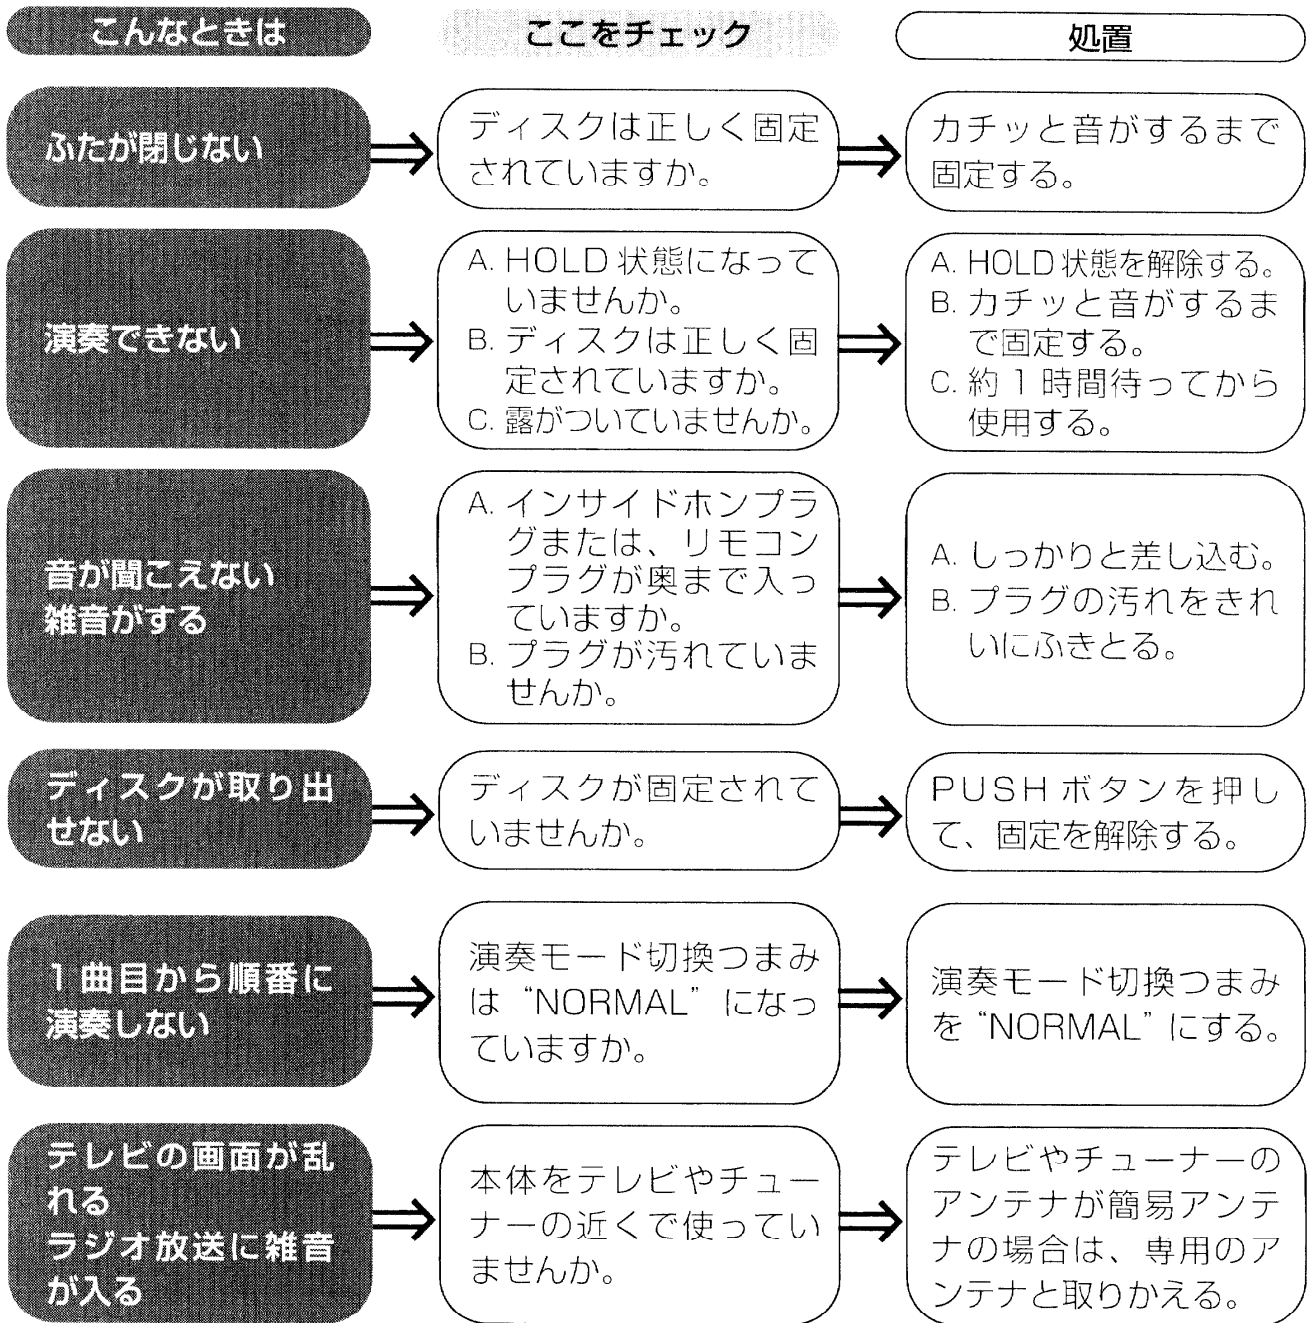 こんなときは
ここをチェック
処置
ふたが閉じない
ディスクは正しく固定
されていますか。
カチッと音がするまで
固定する。
演奏できない
A. HOLD 状態になって
いませんか。
B. ディスクは正しく固
定されていますか。
C. 露がついていませんか。
A. HOLD 状態を解除する。
B. カチッと音がするま
で固定する。
C. 約 1 時間待ってから
使用する。
音が聞こえない
雑音がする
A. インサイドホンプラ
グまたは、リモコン
プラグが奥まで入っ
ていますか。
B. プラグが汚れていま
せんか。
A. しっかりと差し込む。
B. プラグの汚れをきれ
いにふきとる。
ディスクが取り出
せない
ディスクが固定されて
いませんか。
PUSH ボタンを押し
て、固定を解除する。
1 曲目から順番に
演奏しない
演奏モード切換つまみ
は “NORMAL” になっ
ていますか。
演奏モード切換つまみ
を “NORMAL” にする。
テレビの画面が乱
れる
ラジオ放送に雑音
が入る
本体をテレビやチュー
ナーの近くで使ってい
ませんか。
テレビやチューナーの
アンテナが簡易アンテ
ナの場合は、専用のア
ンテナと取りかえる。